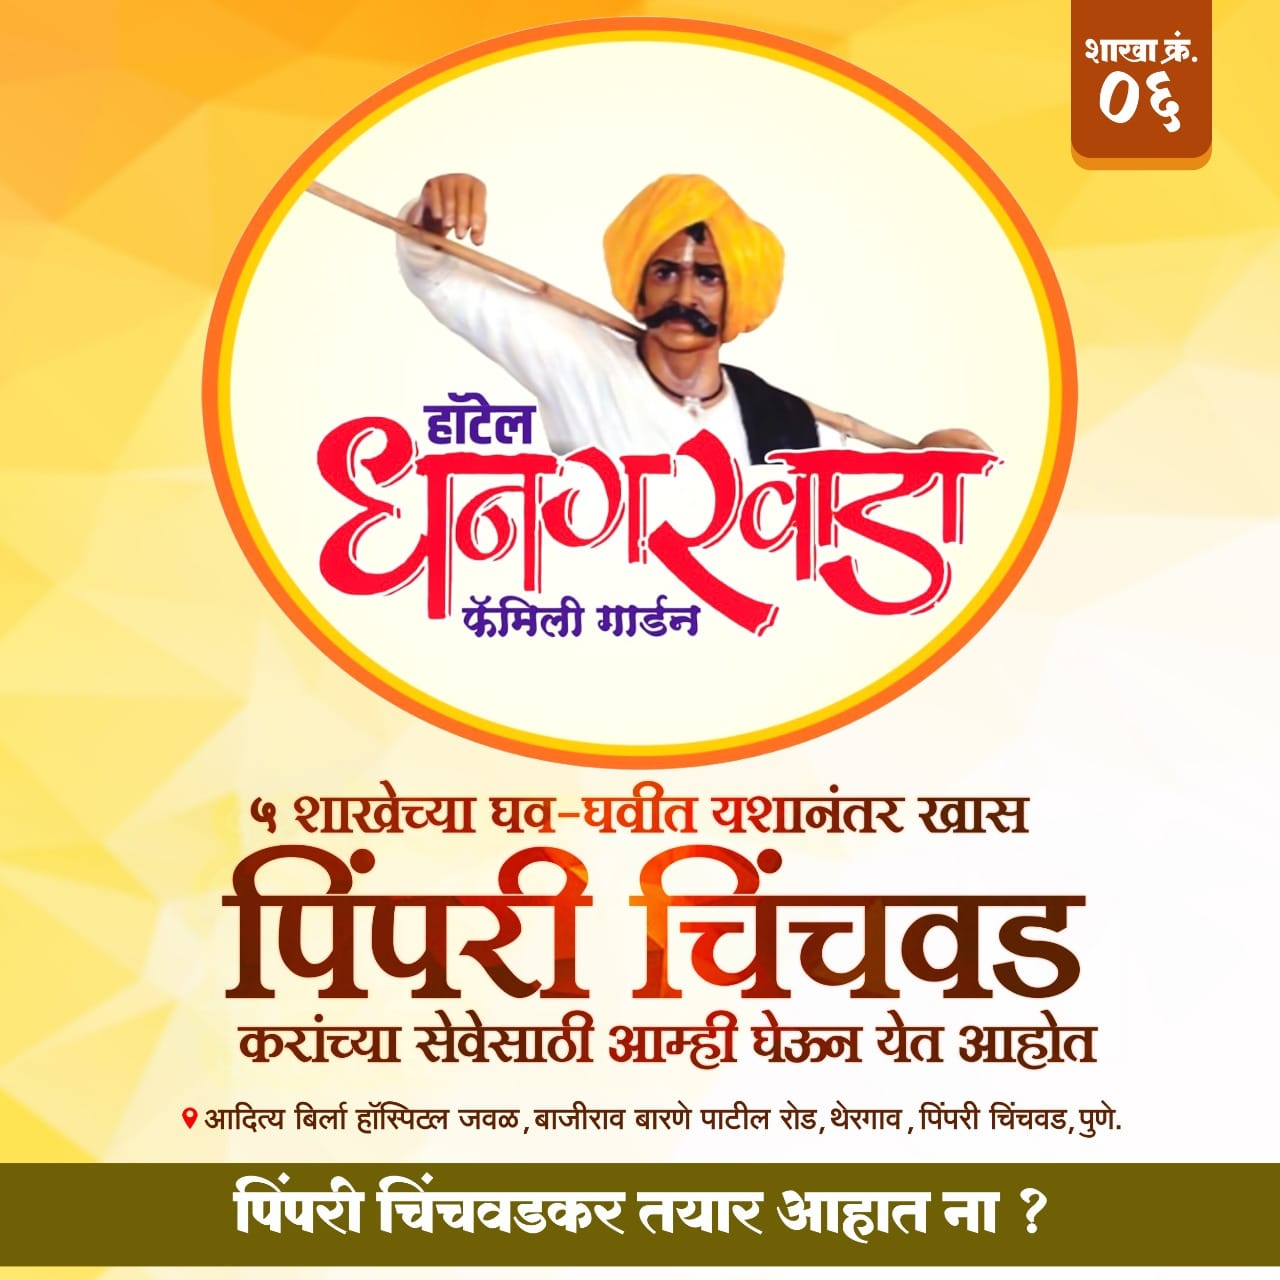 शाखा क्रं.
०६
हॉटेल
धनगरवाडा
फॅमिली गार्डन
५ शाखेच्या घव-घवीत यशानंतर खास
पिंपरी चिंचवड
करांच्या सेवेसाठी आम्ही घेऊन येत आहोत
आदित्य बिर्ला हॉस्पिटल जवळ,बाजीराव बारणे पाटील रोड,थेरगाव,पिंपरी चिंचवड,पुणे.
पिंपरी चिंचवडकर तयार आहात ना ?